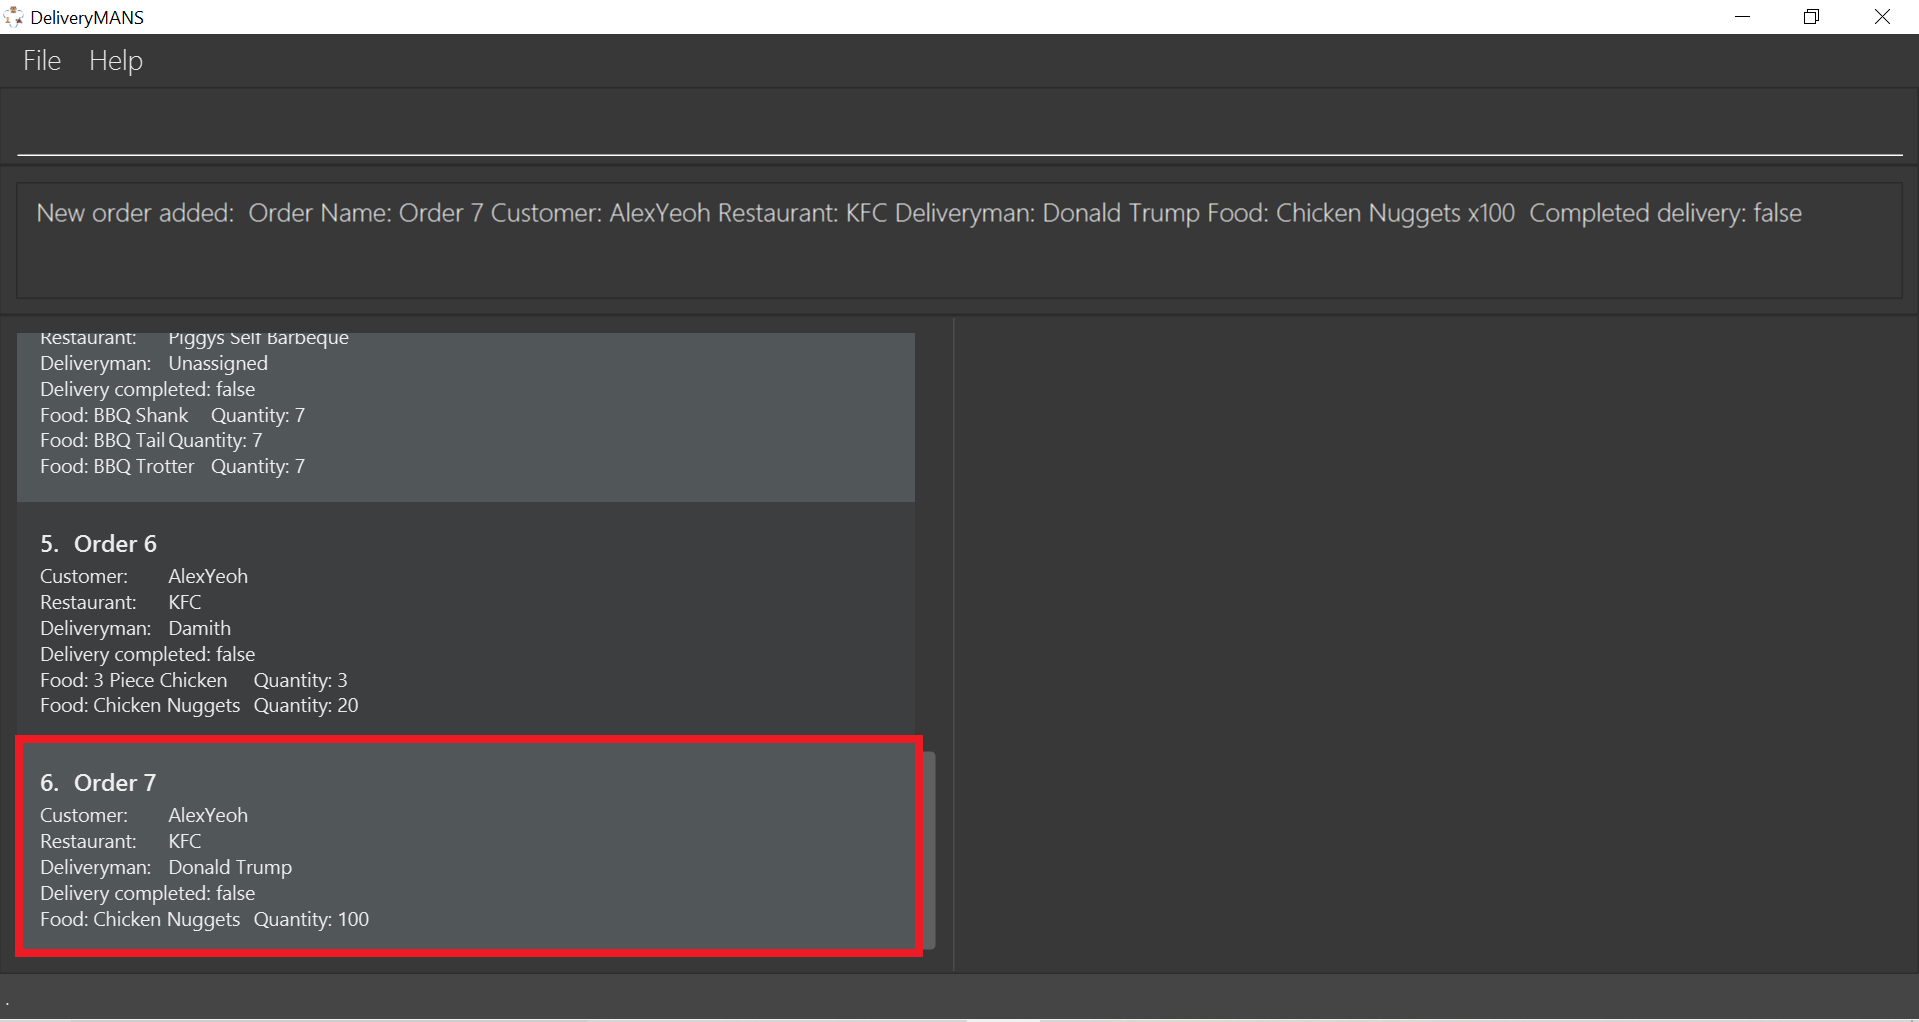 DeliveryMANS
File Help
New order added: Order Name: Order 7 Customer: AlexYeoh Restaurant: KFC Deliveryman: Donald Trump Food: Chicken Nuggets x100 Completed delivery: false
Restaurant: Piggys Self Barbeque
Deliveryman: Unassigned
Delivery completed: false
Food: BBQ Shank Quantity: 7
Food: BBQ Tail Quantity: 7
Food: BBQ Trotter Quantity: 7
5. Order 6
Customer: AlexYeoh
Restaurant: KFC
Deliveryman: Damith
Delivery completed: false
Food: 3 Piece Chicken Quantity: 3
Food: Chicken Nuggets Quantity: 20
6. Order 7
Customer: AlexYeoh
Restaurant: KFC
Deliveryman: Donald Trump
Delivery completed: false
Food: Chicken Nuggets Quantity: 100
.